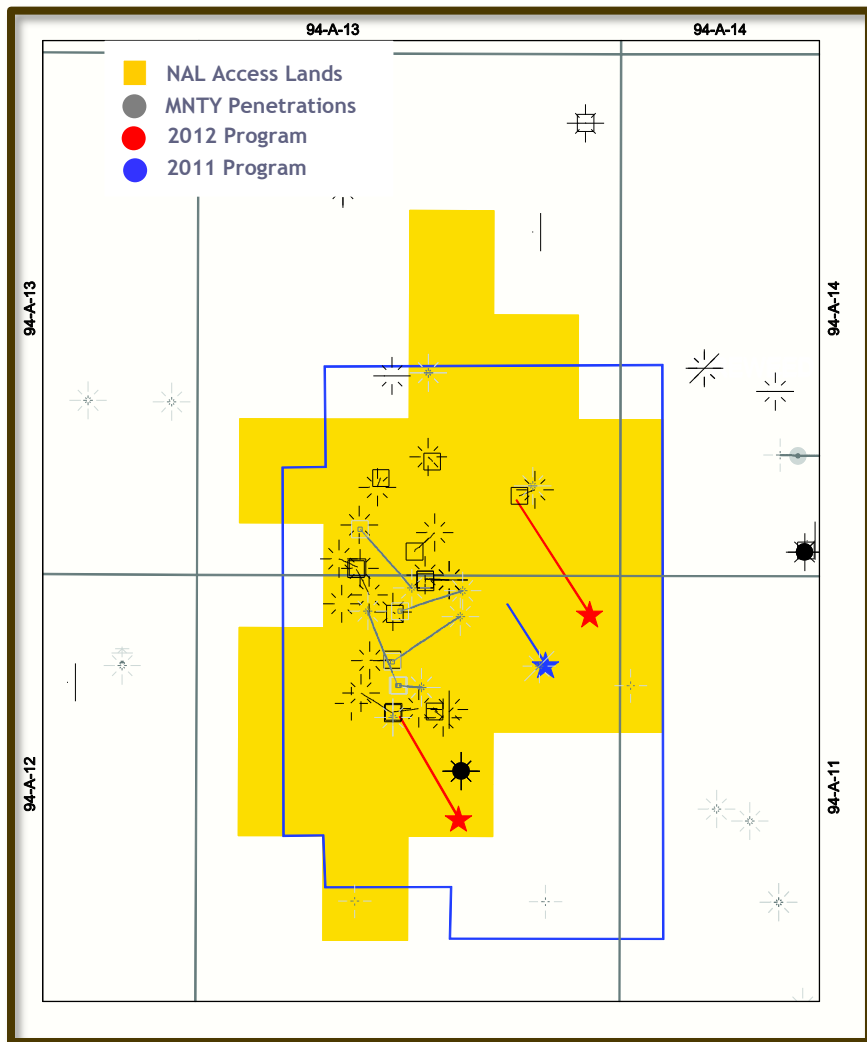 94-A-13
94-A-14
NAL Access Lands
MNTY Penetrations
2012 Program
2011 Program
94-A-13
94-A-14
94-A-12
94-A-11